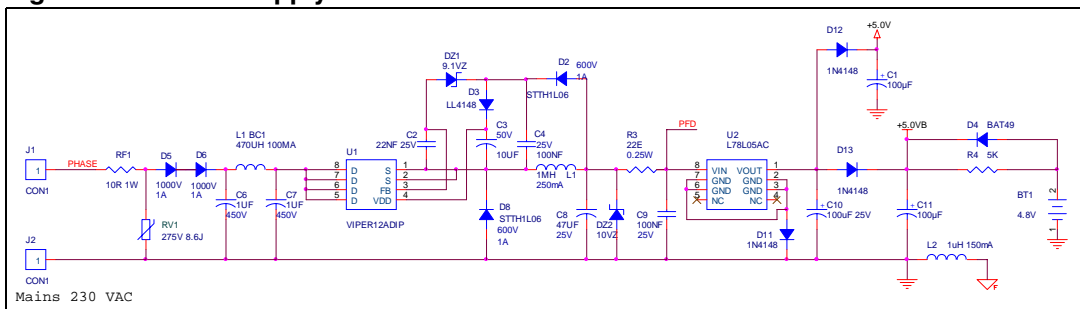 D12
+5.0V
1N4148
C1
+
100µF
DZ1
9.1VZ
D2
600V
1A
STTH1L06
D3
LL4148
C2
22NF 25V
C3
50V
10UF
C4
25V
100NF
L1 BC1
470UH 100MA
J1
1
CON1
PHASE
RF1
10R 1W
D5
1000V
1A
D6
1000V
1A
RV1
275V 8.6J
C6
1UF
450V
C7
1UF
450V
U1
8
7
6
5
D
D
D
D
S
S
FB
VDD
1
2
3
4
VIPER12ADIP
1MH
L1
250mA
D8
STTH1L06
600V
1A
C8
47UF
25V
DZ2
10VZ
R3
22E
0.25W
PFD
C9
100NF
25V
U2
L78L05AC
8
7
6
5
VIN
GND
GND
NC
VOUT
GND
GND
NC
1
2
3
4
D11
1N4148
D13
1N4148
C10
+
100uF 25V
+5.0VB
C11
+
100µF
D4
BAT49
R4
5K
BT1
2
1
4.8V
L2
1uH 150mA
F
J2
1
CON1
Mains 230 VAC